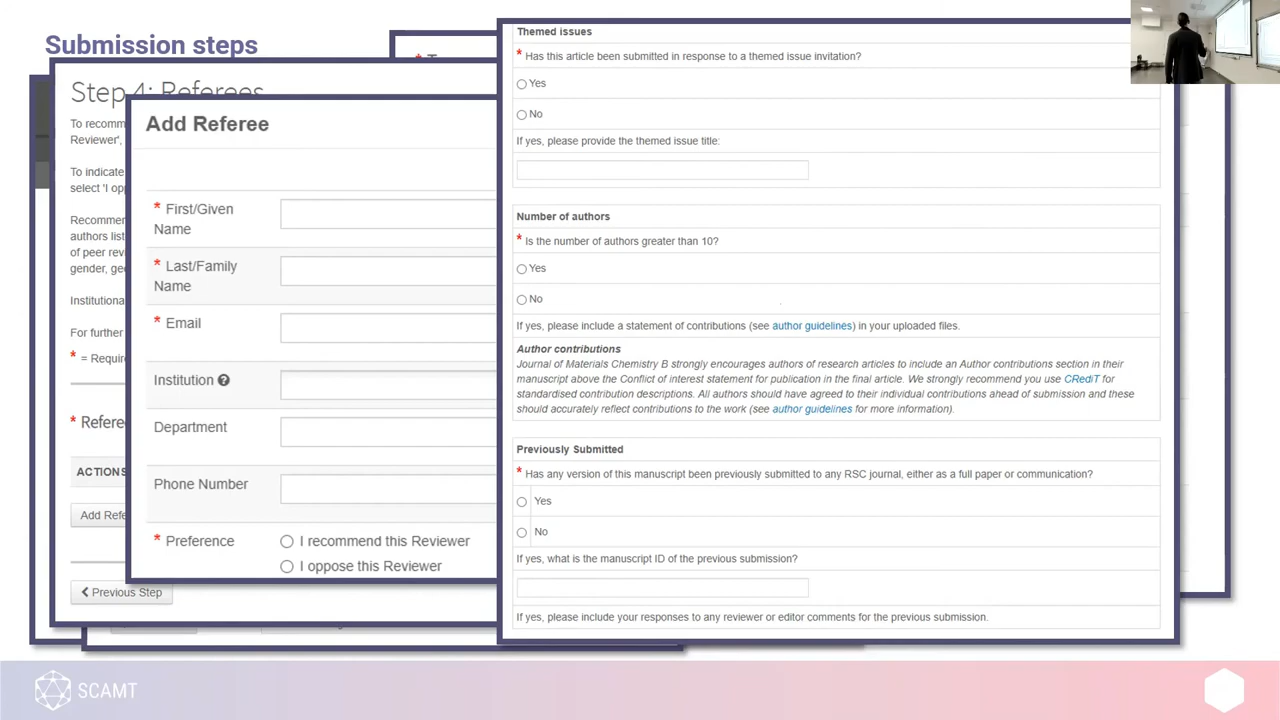 Submission steps
Step 4: Referees
To recomm
Reviewer',
To indicate
select 'I opp
Recommen
authors list
of peer revi
gender, geo
Institutional
For further
* = Require
* Referee
ACTIONS
Add Refe
Previous Step
Add Referee
* First/Given
Name
* Last/Family
Name
* Email
Institution
Department
Phone Number
* Preference
I recommend this Reviewer
I oppose this Reviewer
Themed issues
* Has this article been submitted in response to a themed issue invitation?
Yes
No
If yes, please provide the themed issue title:
Number of authors
* Is the number of authors greater than 10?
Yes
No
If yes, please include a statement of contributions (see author guidelines) in your uploaded files.
Author contributions
Journal of Materials Chemistry B strongly encourages authors of research articles to include an Author contributions section in their
manuscript above the Conflict of interest statement for publication in the final article. We strongly recommend you use CRediT for
standardised contribution descriptions. All authors should have agreed to their individual contributions ahead of submission and these
should accurately reflect contributions to the work (see author guidelines for more information).
Previously Submitted
* Has any version of this manuscript been previously submitted to any RSC journal, either as a full paper or communication?
Yes
No
If yes, what is the manuscript ID of the previous submission?
If yes, please include your responses to any reviewer or editor comments for the previous submission.
SCAMT